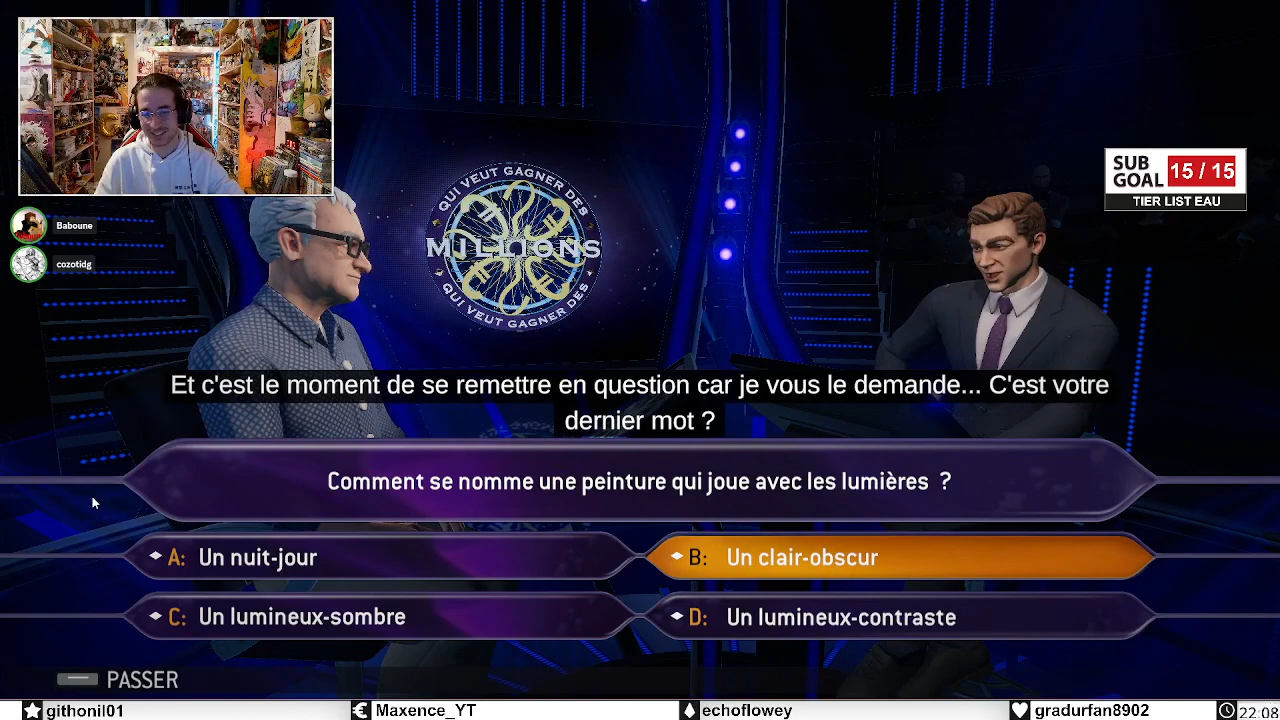 QUI VEUT GAGNER DES
MILLIONS
QUI VEUT GAGNER DES
SUB
GOAL
15 / 15
TIER LIST EAU
Baboune
cozotidg
Et c'est le moment de se remettre en question car je vous le demande... C'est votre
dernier mot ?
Comment se nomme une peinture qui joue avec les lumières ?
A: Un nuit-jour
B: Un clair-obscur
C: Un lumineux-sombre
D: Un lumineux-contraste
PASSER
githonil01
Maxence_YT
echoflowey
gradurfan8902
22:08